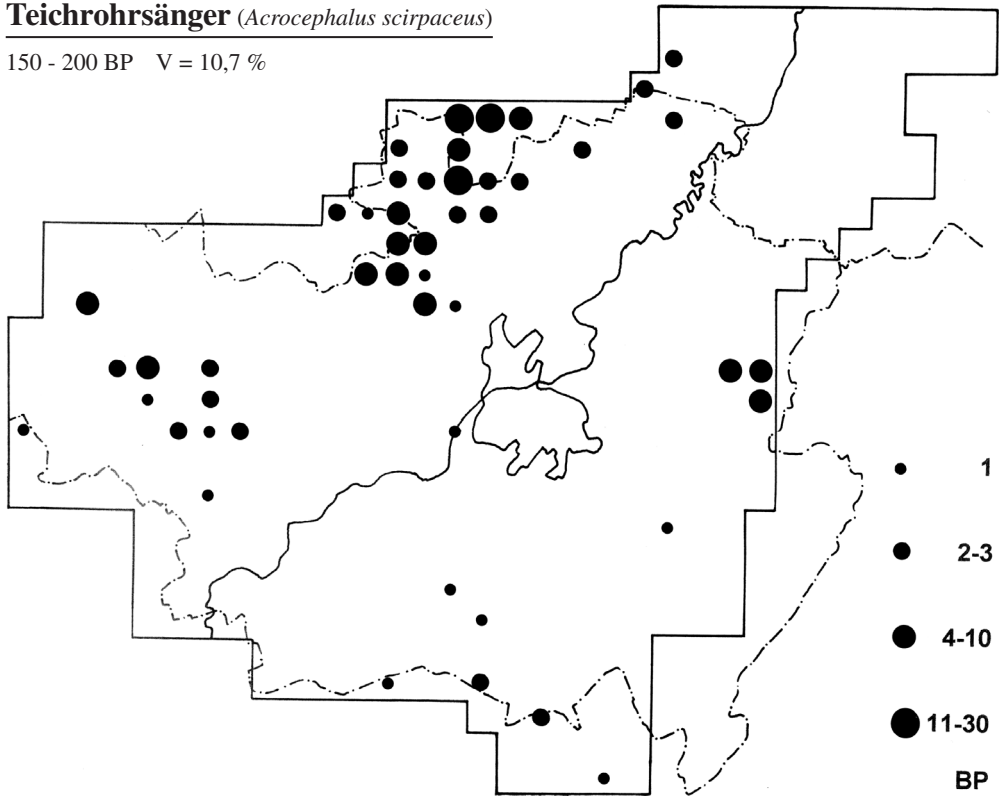 Teichrohrsänger (Acrocephalus scirpaceus)
150 - 200 BP V = 10,7 %
1
2-3
4-10
11-30
BP